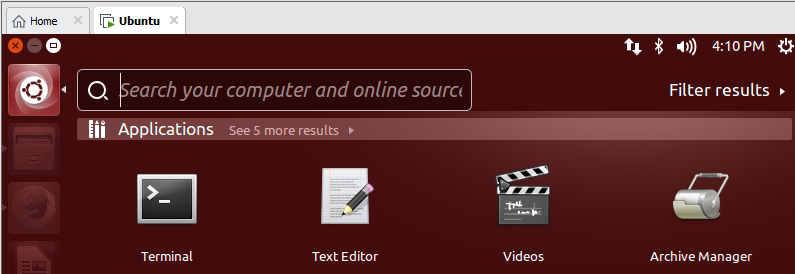 Home
Ubuntu
4:10 PM
Search your computer and online source
Filter results
Applications See 5 more results
>_
Terminal
Text Editor
Videos
Archive Manager